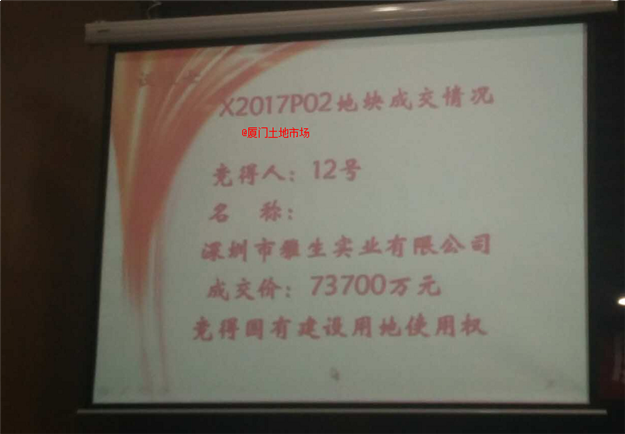 X2017P02地块成交情况
@厦门土地市场
竞得人：12号
名 称：
深圳市雅生实业有限公司
成交价：73700万元
竞得国有建设用地使用权